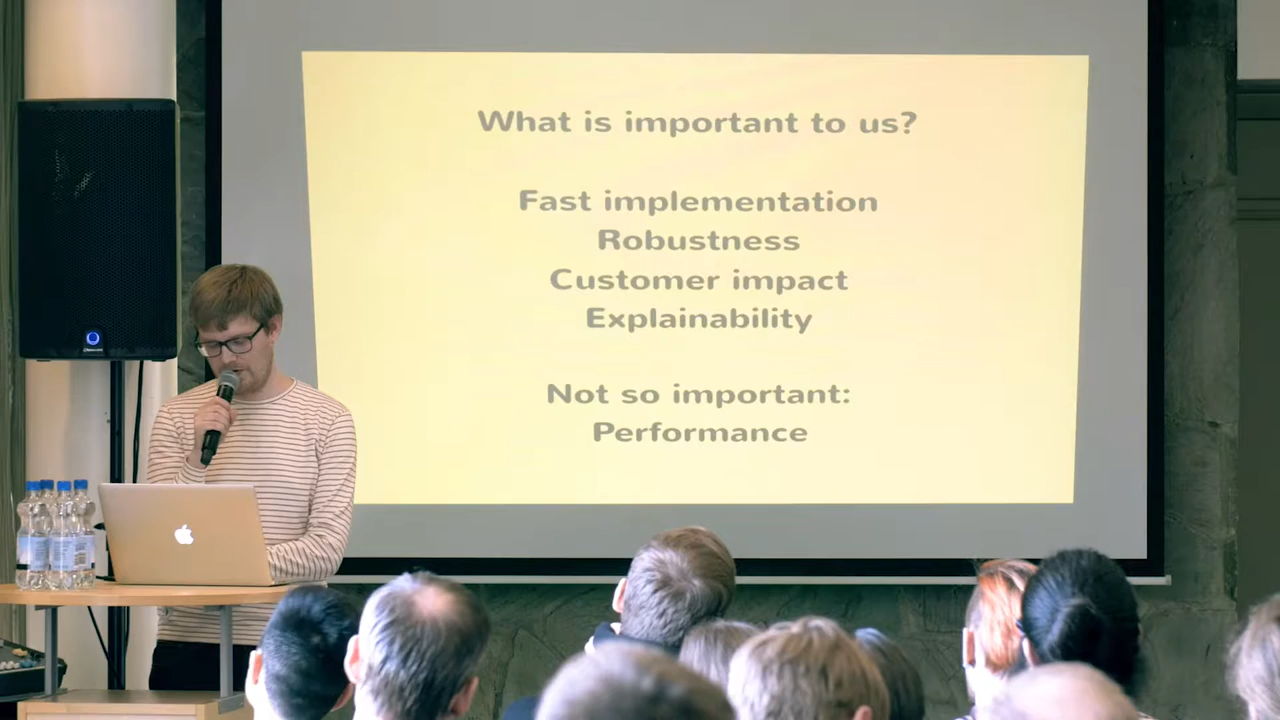 What is important to us?
Fast implementation
Robustness
Customer impact
Explainability
Not so important:
Performance